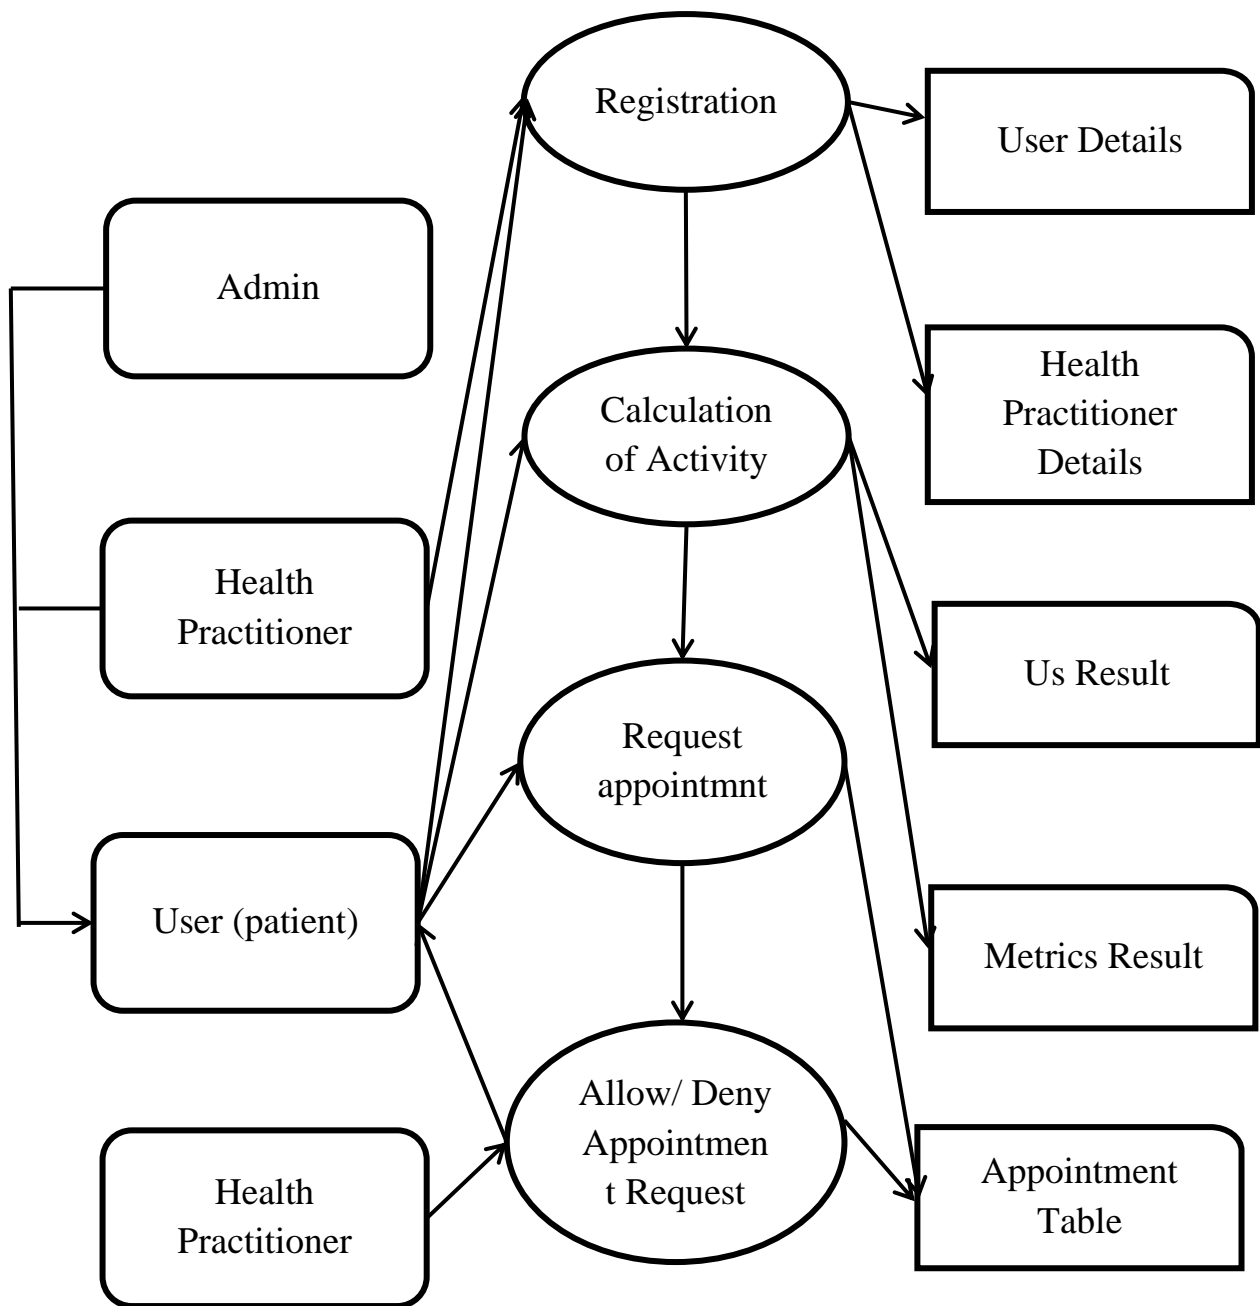 Registration
User Details
Admin
Health
Practitioner
Details
Calculation
of Activity
Health
Practitioner
Us Result
Request
appointmnt
User (patient)
Metrics Result
Allow/ Deny
Appointmen
t Request
Health
Practitioner
Appointment
Table